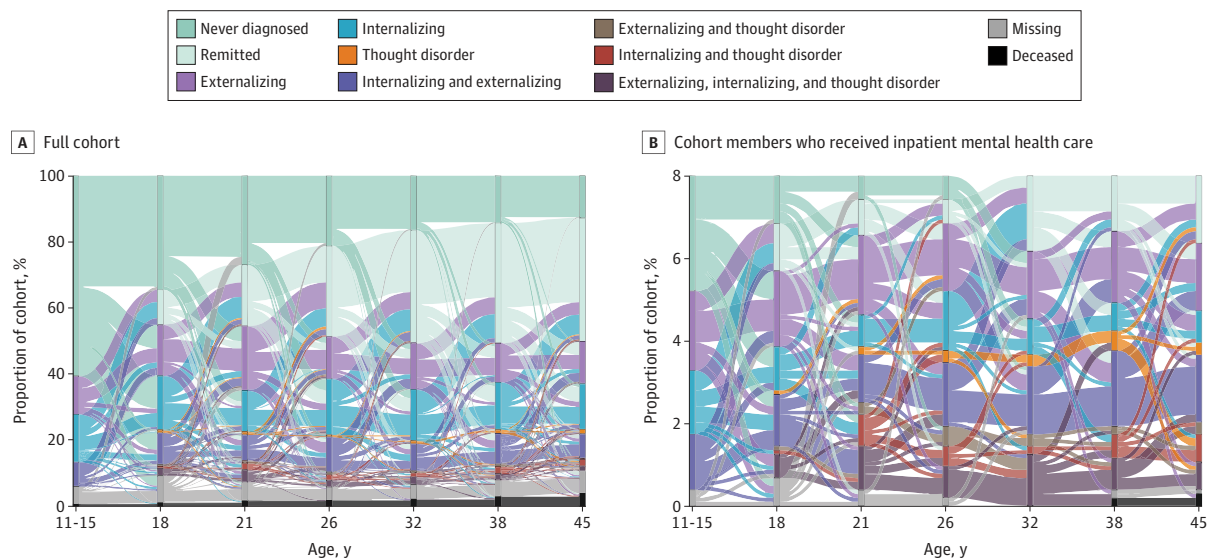 Never diagnosed
Remitted
Externalizing
Internalizing
Thought disorder
Internalizing and externalizing
Externalizing and thought disorder
Internalizing and thought disorder
Externalizing, internalizing, and thought disorder
Missing
Deceased
A Full cohort
Proportion of cohort, %
100
80
60
40
20
0
11-15 18 21 26 32 38 45
Age, y
B Cohort members who received inpatient mental health care
Proportion of cohort, %
8
6
4
2
0
11-15 18 21 26 32 38 45
Age, y